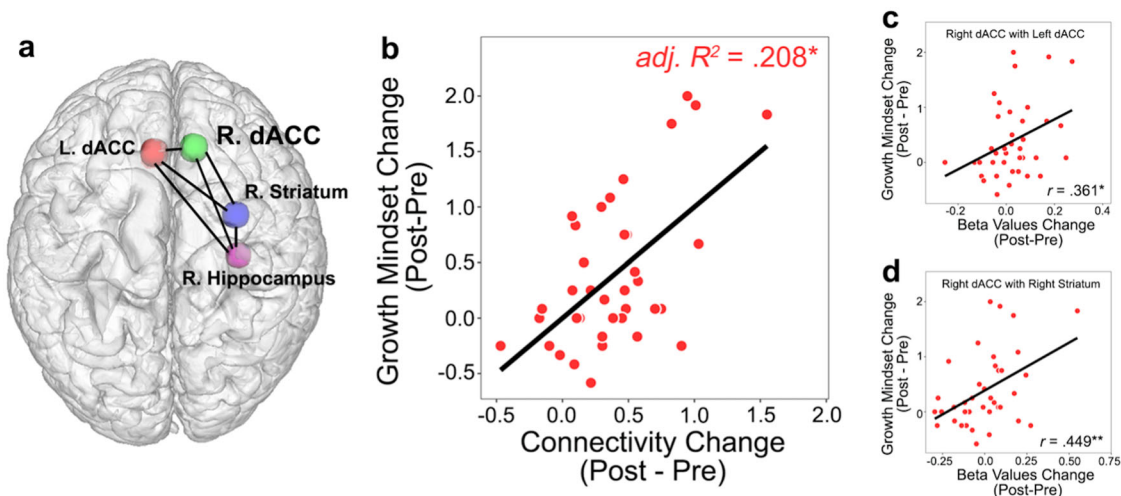 a
L. dACC
R. dACC
R. Striatum
R. Hippocampus
b
adj. R² = .208*
Growth Mindset Change
(Post-Pre)
2.0
1.5
1.0
0.5
0.0
-0.5
-0.5 0.0 0.5 1.0 1.5 2.0
Connectivity Change
(Post - Pre)
c
Right dACC with Left dACC
Growth Mindset Change
(Post - Pre)
2
1
0
r = .361*
-0.2 0.0 0.2 0.4
Beta Values Change
(Post-Pre)
d
Right dACC with Right Striatum
Growth Mindset Change
(Post - Pre)
2
1
0
r = .449**
-0.25 0.0 0.25 0.50 0.75
Beta Values Change
(Post-Pre)